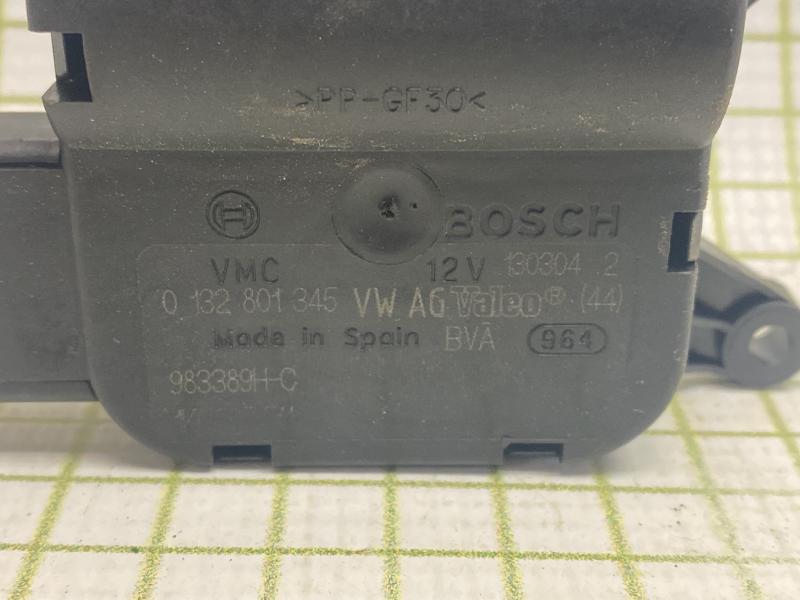 >PP-GF30<
BOSCH
VMC 12V 130304 2
0 132 801 345 VW AG Valeo® (44)
Made in Spain BVA 964
983389H-C